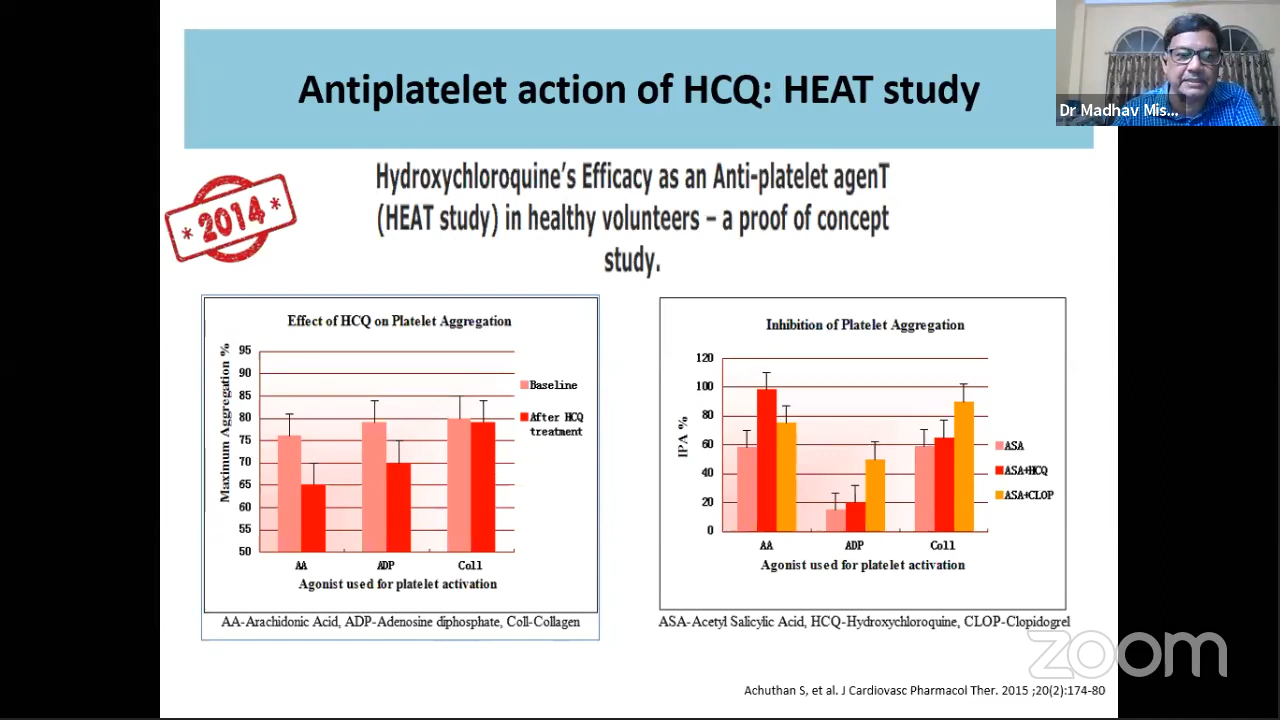 Antiplatelet action of HCQ: HEAT study
Dr Madhav Mis...
* 2014 *
Hydroxychloroquine's Efficacy as an Anti-platelet agenT
(HEAT study) in healthy volunteers – a proof of concept
study.
Effect of HCQ on Platelet Aggregation
Maximum Aggregation %
95
90
85
80
75
70
65
60
55
50
AA
ADP
Coll
Agonist used for platelet activation
Baseline
After HCQ
treatment
AA-Arachidonic Acid, ADP-Adenosine diphosphate, Coll-Collagen
Inhibition of Platelet Aggregation
IPA %
120
100
80
60
40
20
0
AA
ADP
Coll
Agonist used for platelet activation
ASA
ASA+HCQ
ASA+CLOP
ASA-Acetyl Salicylic Acid, HCQ-Hydroxychloroquine, CLOP-Clopidogrel
zoom
Achuthan S, et al. J Cardiovasc Pharmacol Ther. 2015 ;20(2):174-80